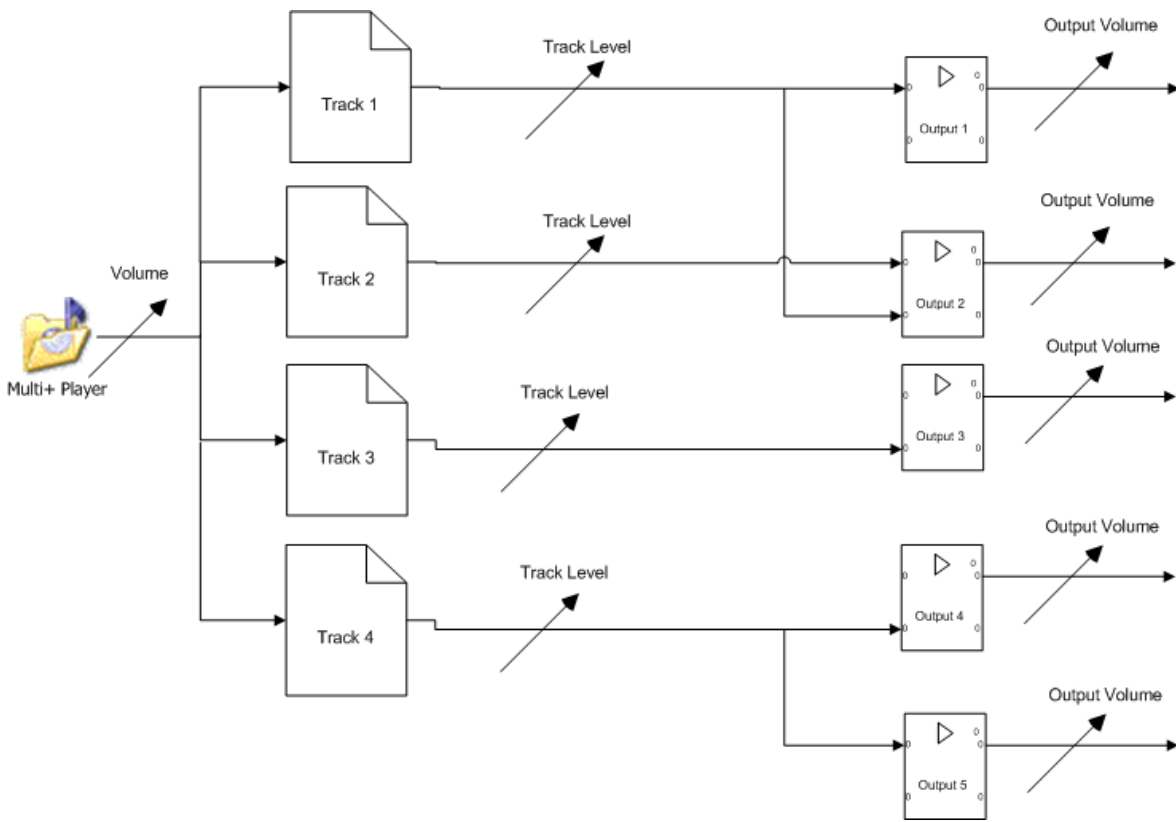 Output Volume
Track Level
Track 1
Output 1
Output Volume
Track Level
Track 2
Output 2
Volume
Multi+ Player
Output Volume
Track Level
Track 3
Output 3
Output Volume
Track Level
Track 4
Output 4
Output Volume
Output 5